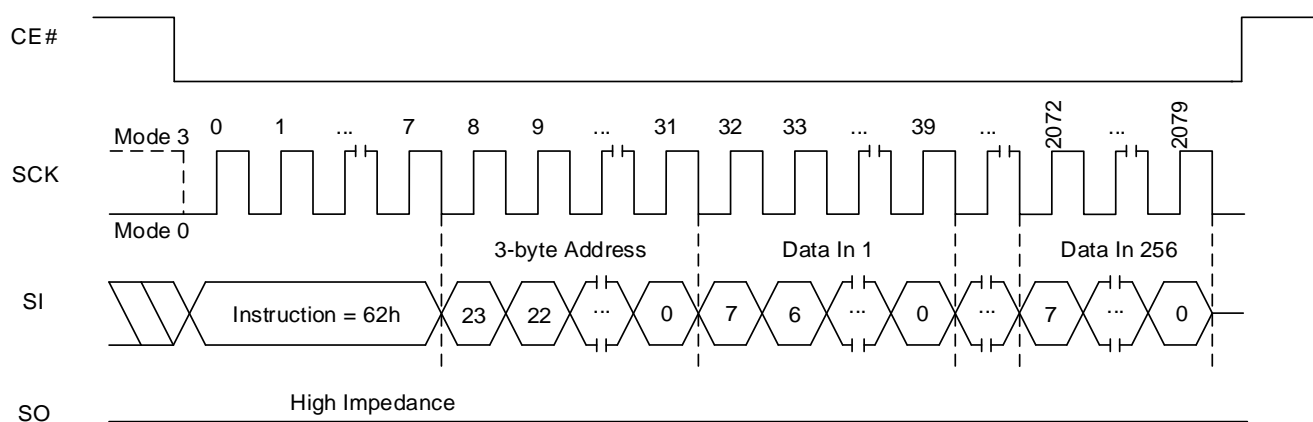 CE#
Mode 3
0 1 ... 7 8 9 ... 31 32 33 ... 39 ... 2072 ... 2079
SCK
Mode 0
3-byte Address Data In 1 Data In 256
SI Instruction = 62h 23 22 ... 0 7 6 ... 0 ... 7 ... 0
High Impedance
SO